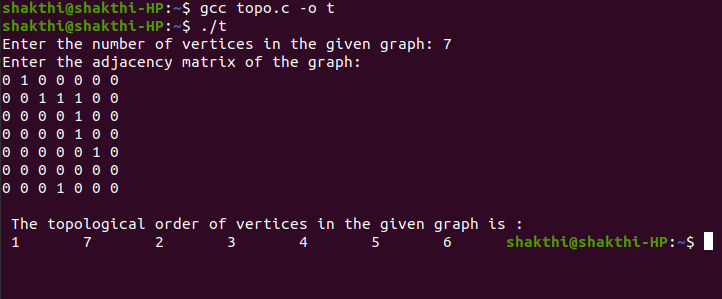 shakthi@shakthi-HP:~$ gcc topo.c -o t
shakthi@shakthi-HP:~$ ./t
Enter the number of vertices in the given graph: 7
Enter the adjacency matrix of the graph:
0 1 0 0 0 0 0
0 0 1 1 1 0 0
0 0 0 0 1 0 0
0 0 0 0 1 0 0
0 0 0 0 0 1 0
0 0 0 0 0 0 0
0 0 0 1 0 0 0
The topological order of vertices in the given graph is :
1 7 2 3 4 5 6 shakthi@shakthi-HP:~$